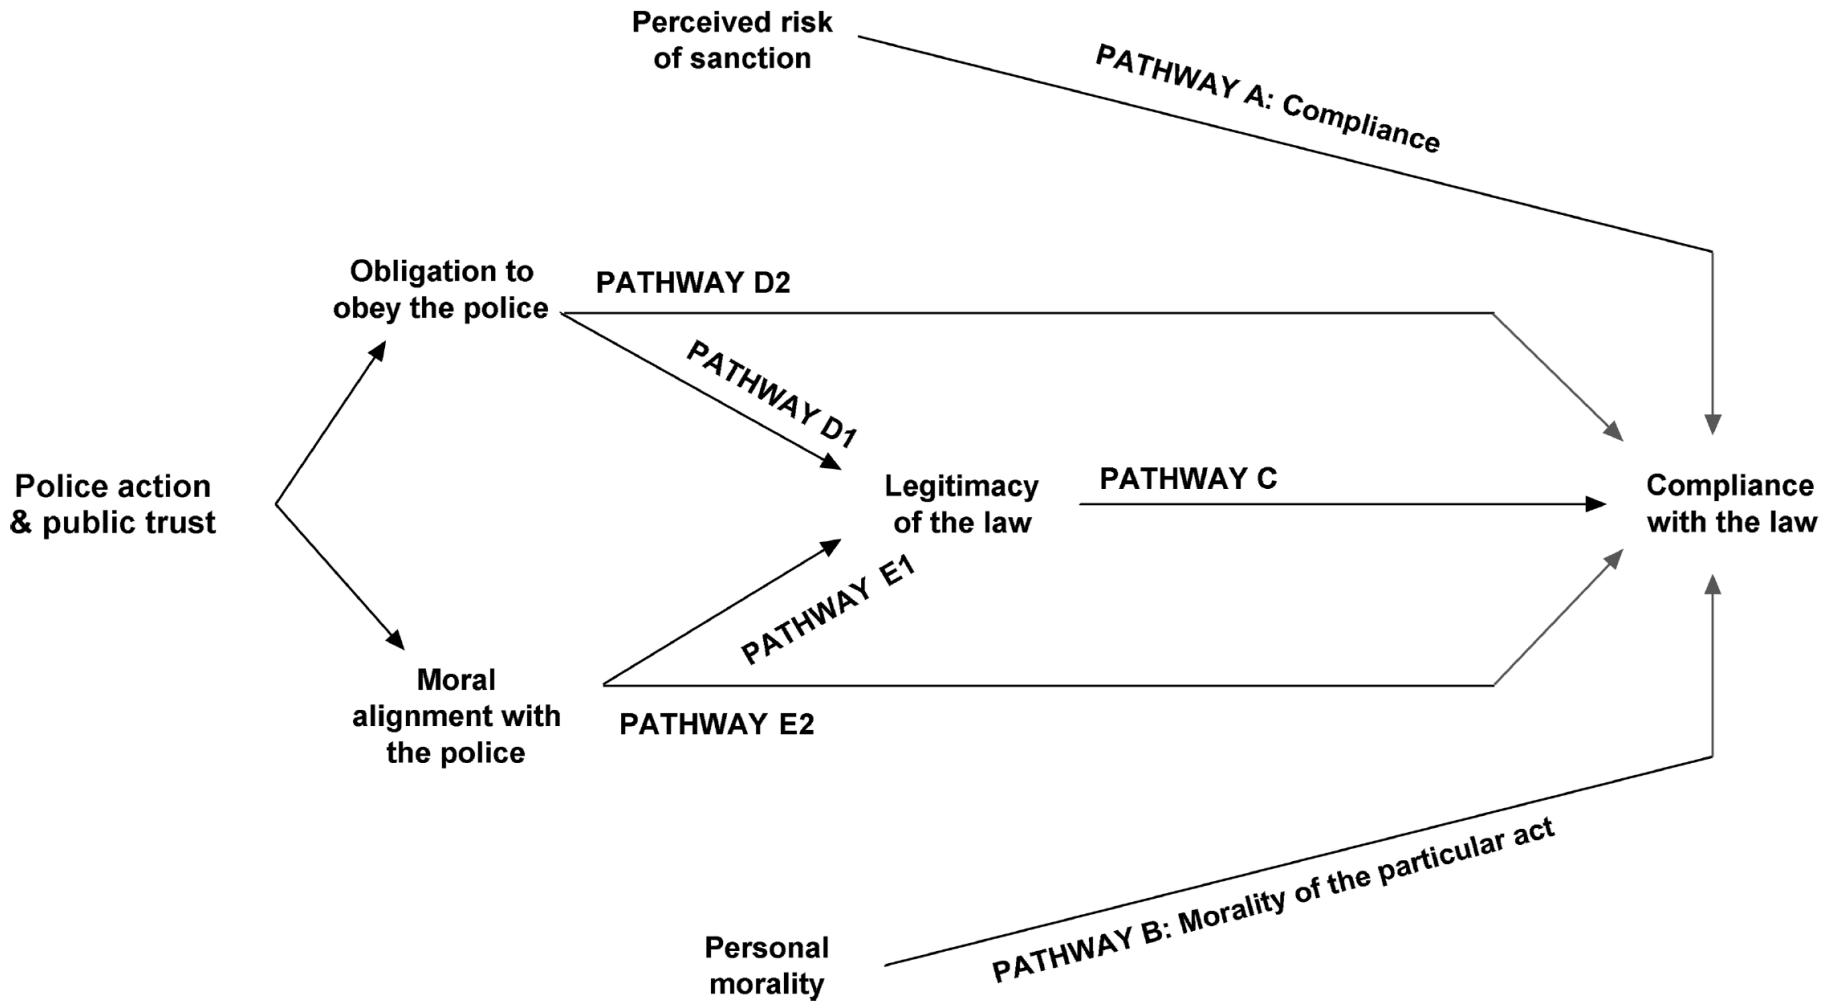 Perceived risk
of sanction
PATHWAY A: Compliance
Obligation to
obey the police
PATHWAY D2
PATHWAY D1
Police action
& public trust
Legitimacy
of the law
PATHWAY C
Compliance
with the law
PATHWAY E1
Moral
alignment with
the police
PATHWAY E2
PATHWAY B: Morality of the particular act
Personal
morality